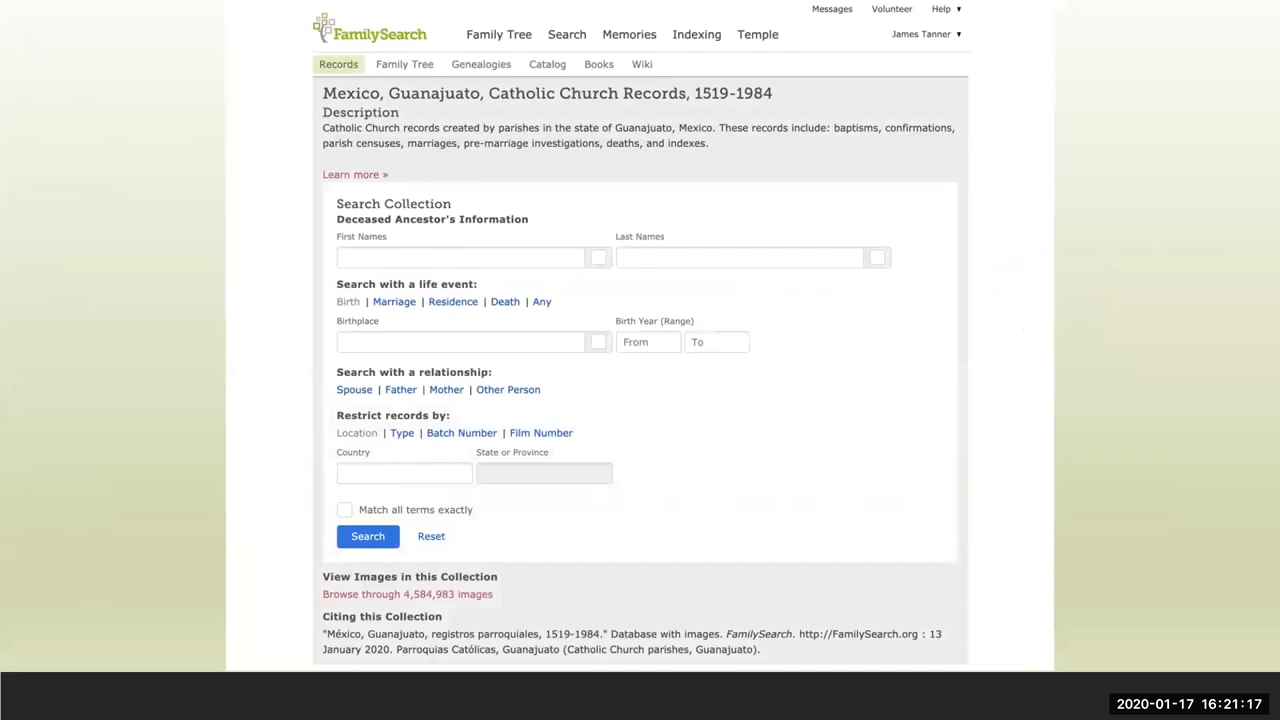 Messages Volunteer Help ▼
FamilySearch Family Tree Search Memories Indexing Temple James Tanner ▼
Records Family Tree Genealogies Catalog Books Wiki
Mexico, Guanajuato, Catholic Church Records, 1519-1984
Description
Catholic Church records created by parishes in the state of Guanajuato, Mexico. These records include: baptisms, confirmations,
parish censuses, marriages, pre-marriage investigations, deaths, and indexes.
Learn more »
Search Collection
Deceased Ancestor's Information
First Names Last Names
Search with a life event:
Birth | Marriage | Residence | Death | Any
Birthplace Birth Year (Range)
From To
Search with a relationship:
Spouse | Father | Mother | Other Person
Restrict records by:
Location | Type | Batch Number | Film Number
Country State or Province
Match all terms exactly
Search Reset
View Images in this Collection
Browse through 4,584,983 images
Citing this Collection
"México, Guanajuato, registros parroquiales, 1519-1984." Database with images. FamilySearch. http://FamilySearch.org : 13
January 2020. Parroquias Católicas, Guanajuato (Catholic Church parishes, Guanajuato).
2020-01-17 16:21:17